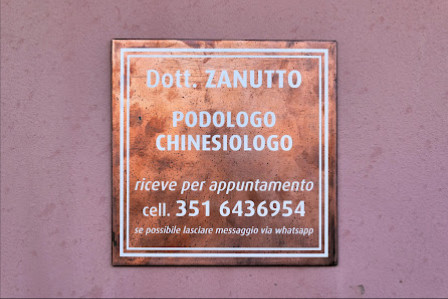 Dott. ZANUTTO
PODOLOGO
CHINESIOLOGO
riceve per appuntamento
cell. 351 6436954
se possibile lasciare messaggio via whatsapp